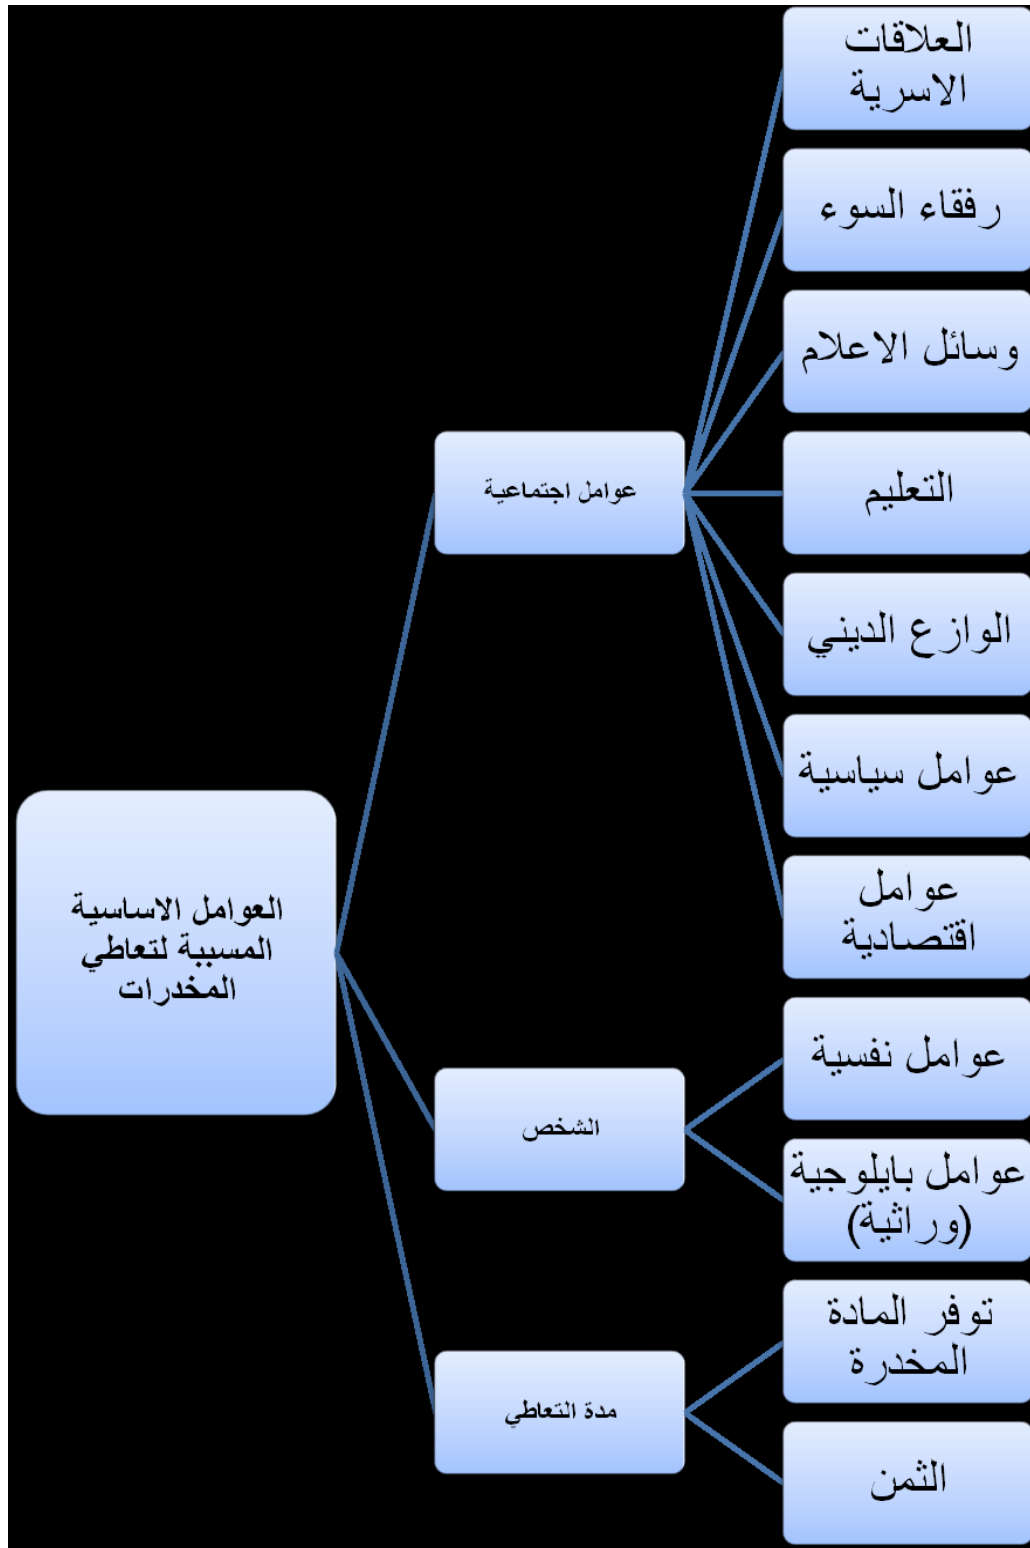 العوامل الاساسية
المسببة لتعاطي
المخدرات
عوامل اجتماعية
العلاقات
الاسرية
رفقاء السوء
وسائل الاعلام
التعليم
الوازع الديني
عوامل سياسية
عوامل
اقتصادية
الشخص
عوامل نفسية
عوامل بايلوجية
(وراثية)
مدة التعاطي
توفر المادة
المخدرة
الثمن